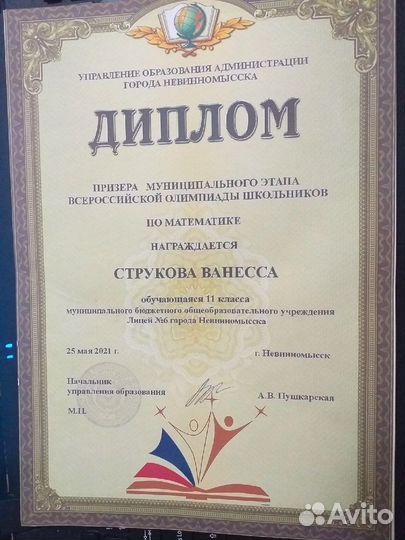 УПРАВЛЕНИЕ ОБРАЗОВАНИЯ АДМИНИСТРАЦИИ
ГОРОДА НЕВИННОМЫССКА
ДИПЛОМ
ПРИЗЕРА МУНИЦИПАЛЬНОГО ЭТАПА
ВСЕРОССИЙСКОЙ ОЛИМПИАДЫ ШКОЛЬНИКОВ
ПО МАТЕМАТИКЕ
НАГРАЖДАЕТСЯ
СТРУКОВА ВАНЕССА
обучающаяся 11 класса
муниципального бюджетного общеобразовательного учреждения
Лицей №6 города Невинномысска
25 мая 2021 г. г. Невинномысск
Начальник
управления образования А.В. Пушкарская
М.П.
Avito